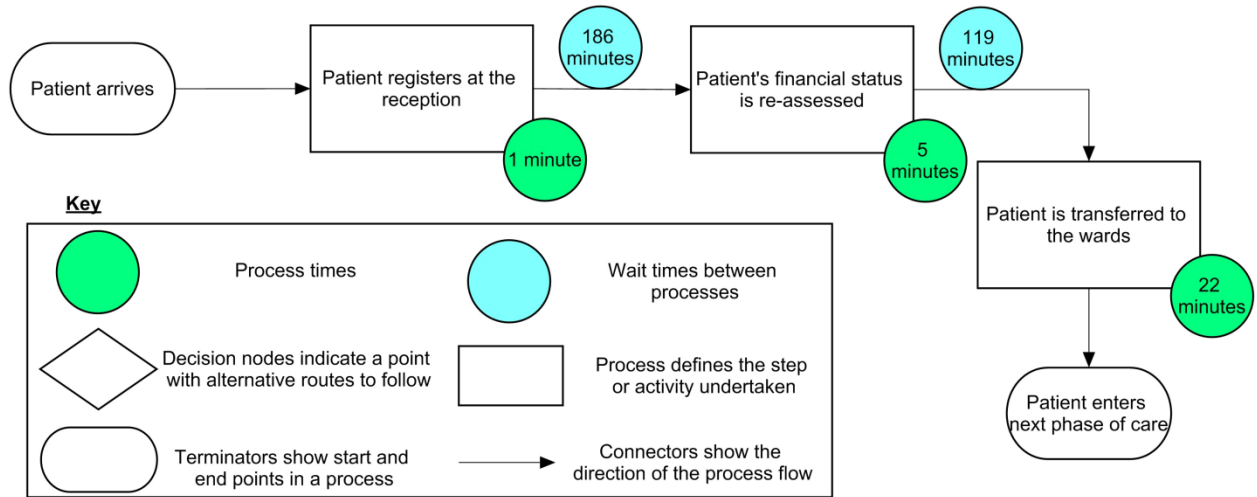 Patient arrives
Patient registers at the
reception
1 minute
186
minutes
Patient's financial status
is re-assessed
5
minutes
119
minutes
Patient is transferred to
the wards
22
minutes
Patient enters
next phase of care
Key
Process times
Wait times between
processes
Decision nodes indicate a point
with alternative routes to follow
Process defines the step
or activity undertaken
Terminators show start and
end points in a process
Connectors show the
direction of the process flow